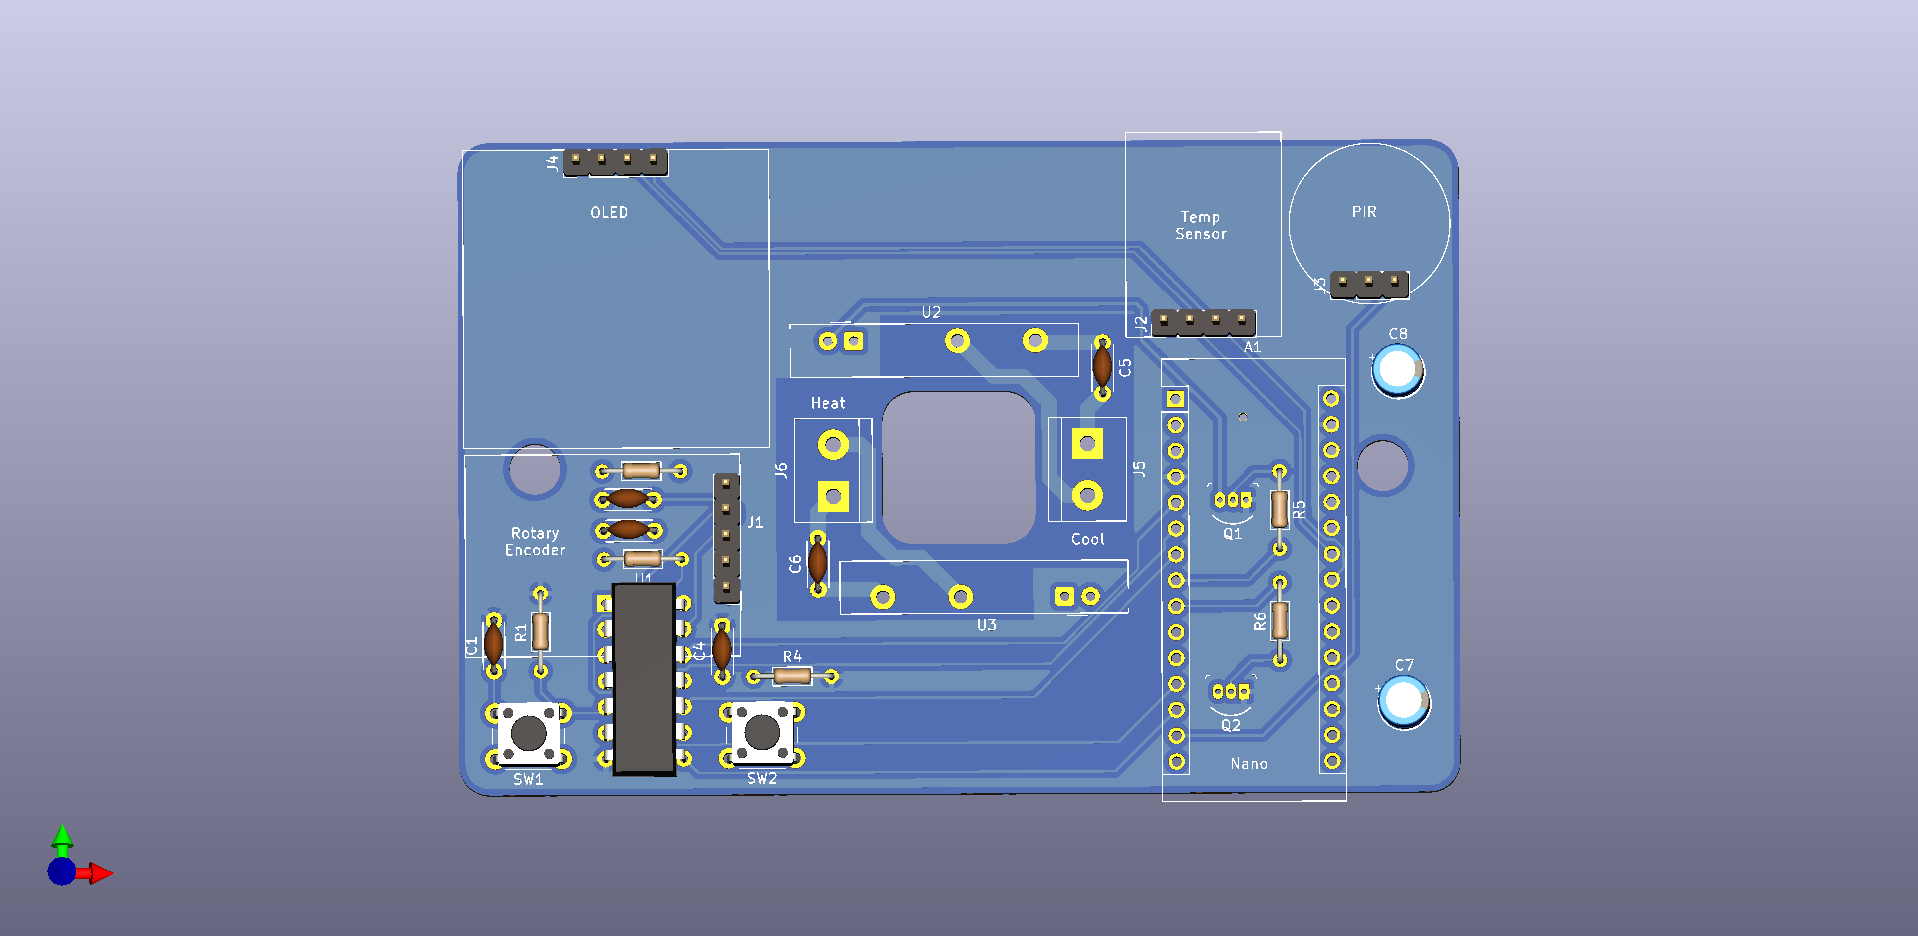 J4
OLED
Temp
Sensor
PIR
J3
J2
U2
A1
C8
C5
Heat
J6
J5
J1
Rotary
Encoder
Cool
Q1
R5
C6
U1
R1
C1
C4
R4
U3
R6
C7
Q2
Nano
SW1
SW2